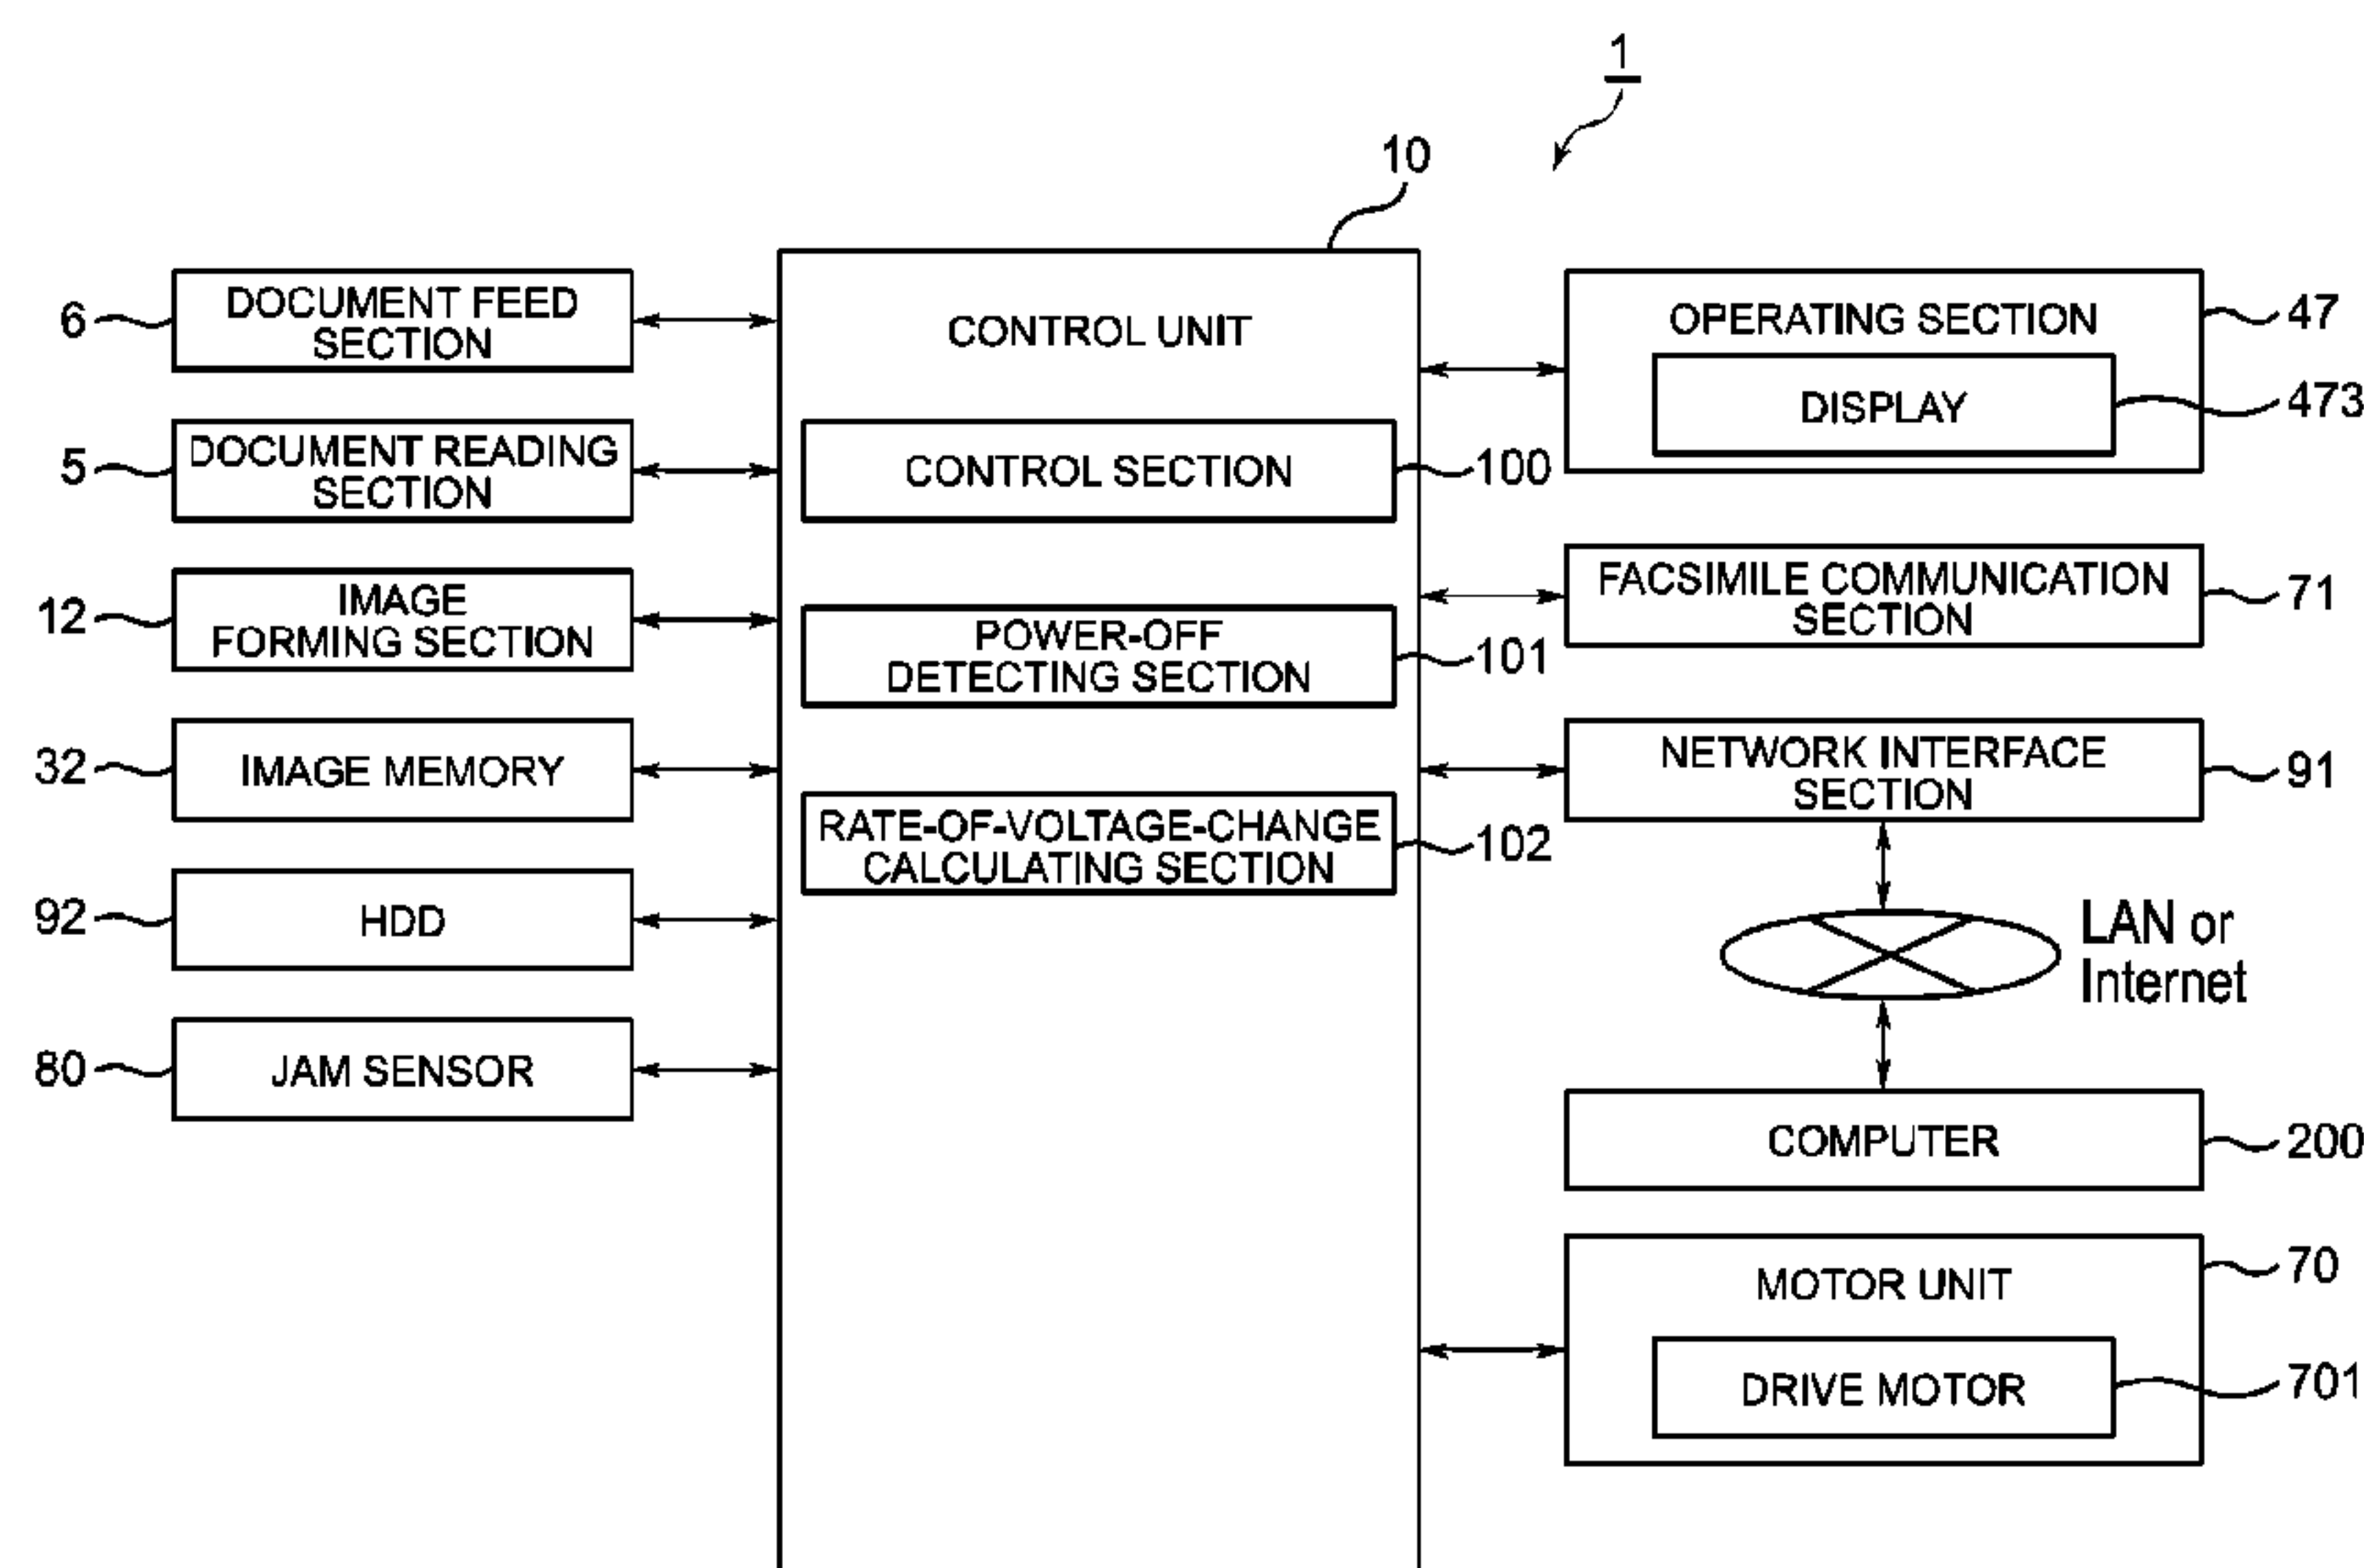 1
10
6
DOCUMENT FEED
SECTION
5
DOCUMENT READING
SECTION
12
IMAGE
FORMING SECTION
32
IMAGE MEMORY
92
HDD
80
JAM SENSOR
CONTROL UNIT
CONTROL SECTION
100
POWER-OFF
DETECTING SECTION
101
RATE-OF-VOLTAGE-CHANGE
CALCULATING SECTION
102
OPERATING SECTION
47
DISPLAY
473
FACSIMILE COMMUNICATION
SECTION
71
NETWORK INTERFACE
SECTION
91
LAN or
Internet
COMPUTER
200
MOTOR UNIT
70
DRIVE MOTOR
701